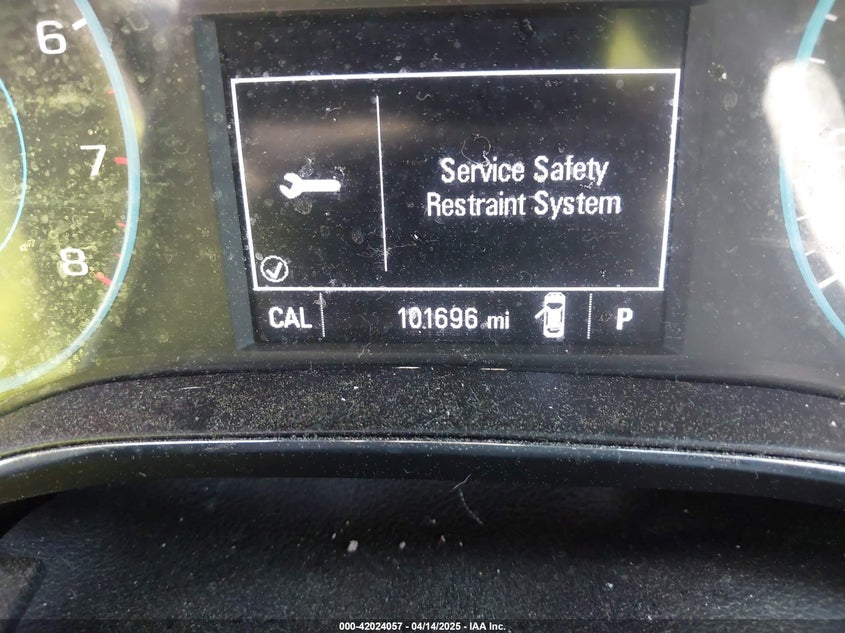 6
7
8
Service Safety
Restraint System
CAL 101696 mi P
000-42024057 - 04/14/2025 - IAA Inc.